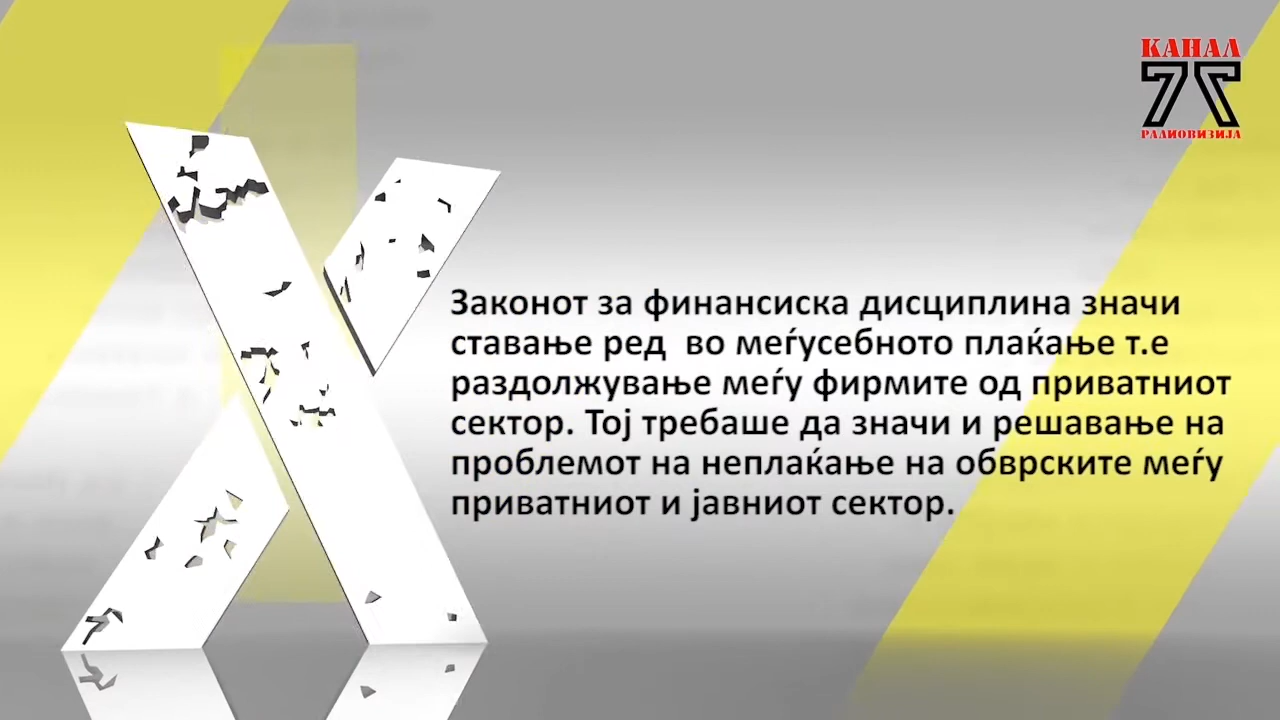 КАНАЛ
77
РАДИОВИЗИЈА
Законот за финансиска дисциплина значи
ставање ред  во меѓусебното плаќање т.е
раздолжување меѓу фирмите од приватниот
сектор. Тој требаше да значи и решавање на
проблемот на неплаќање на обврските меѓу
приватниот и јавниот сектор.